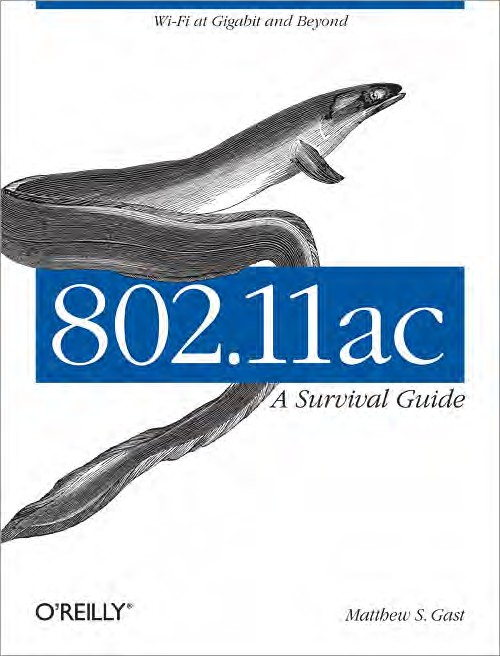 Wi-Fi at Gigabit and Beyond
802.11ac
A Survival Guide
O'REILLY®
Matthew S. Gast